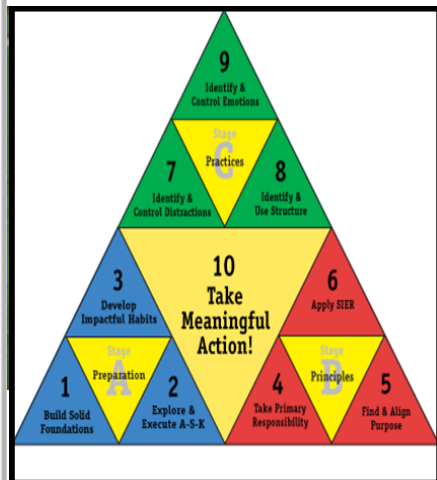 9
Identify &
Control Emotions
Stage
C
Practices
7
Identify &
Control Distractions
8
Identify &
Use Structure
10
Take
Meaningful
Action!
3
Develop
Impactful Habits
Stage
A
Preparation
1
Build Solid
Foundations
2
Explore &
Execute A-S-K
6
Apply SIER
Stage
B
Principles
4
Take Primary
Responsibility
5
Find & Align
Purpose